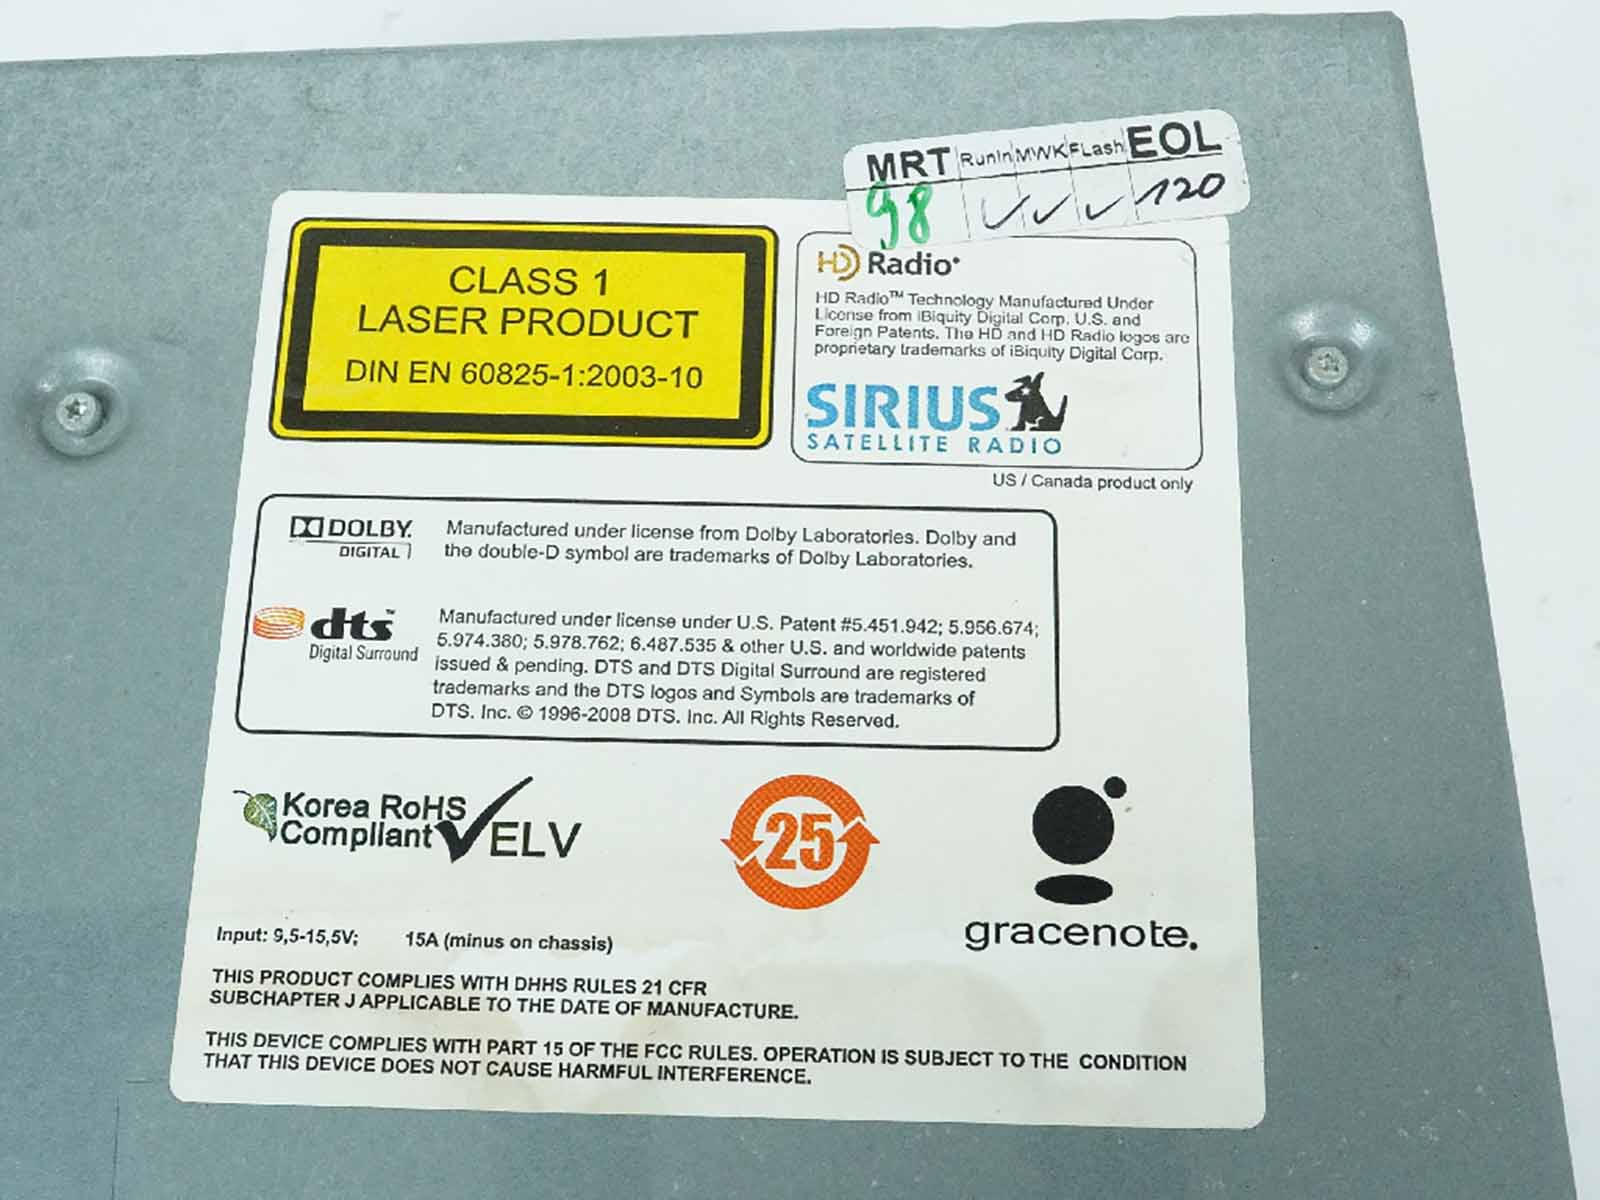 MRT RunIn MWK FLash EOL
98 120
CLASS 1
LASER PRODUCT
DIN EN 60825-1:2003-10
HD Radio
HD Radio™ Technology Manufactured Under
License from iBiquity Digital Corp. U.S. and
Foreign Patents. The HD and HD Radio logos are
proprietary trademarks of iBiquity Digital Corp.
SIRIUS
SATELLITE RADIO
US / Canada product only
DOLBY.
DIGITAL
Manufactured under license from Dolby Laboratories. Dolby and
the double-D symbol are trademarks of Dolby Laboratories.
dts™
Digital Surround
Manufactured under license under U.S. Patent #5.451.942; 5.956.674;
5.974.380; 5.978.762; 6.487.535 & other U.S. and worldwide patents
issued & pending. DTS and DTS Digital Surround are registered
trademarks and the DTS logos and Symbols are trademarks of
DTS. Inc. © 1996-2008 DTS. Inc. All Rights Reserved.
Korea RoHS
Compliant
ELV
25
gracenote.
Input: 9,5-15,5V; 15A (minus on chassis)
THIS PRODUCT COMPLIES WITH DHHS RULES 21 CFR
SUBCHAPTER J APPLICABLE TO THE DATE OF MANUFACTURE.
THIS DEVICE COMPLIES WITH PART 15 OF THE FCC RULES. OPERATION IS SUBJECT TO THE CONDITION
THAT THIS DEVICE DOES NOT CAUSE HARMFUL INTERFERENCE.